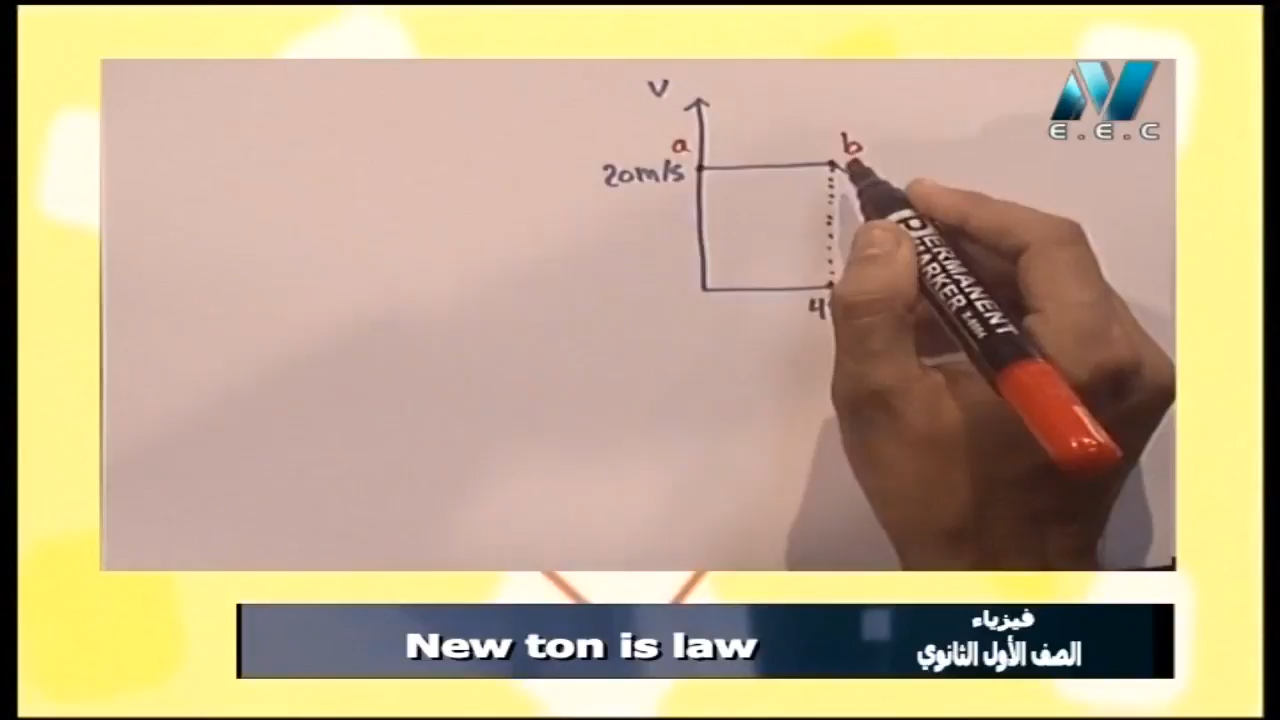 V
E.E.C
a
b
20m/s
PERMANENT
MARKER
4
فيزياء
New ton is law
الصف الأول الثانوي